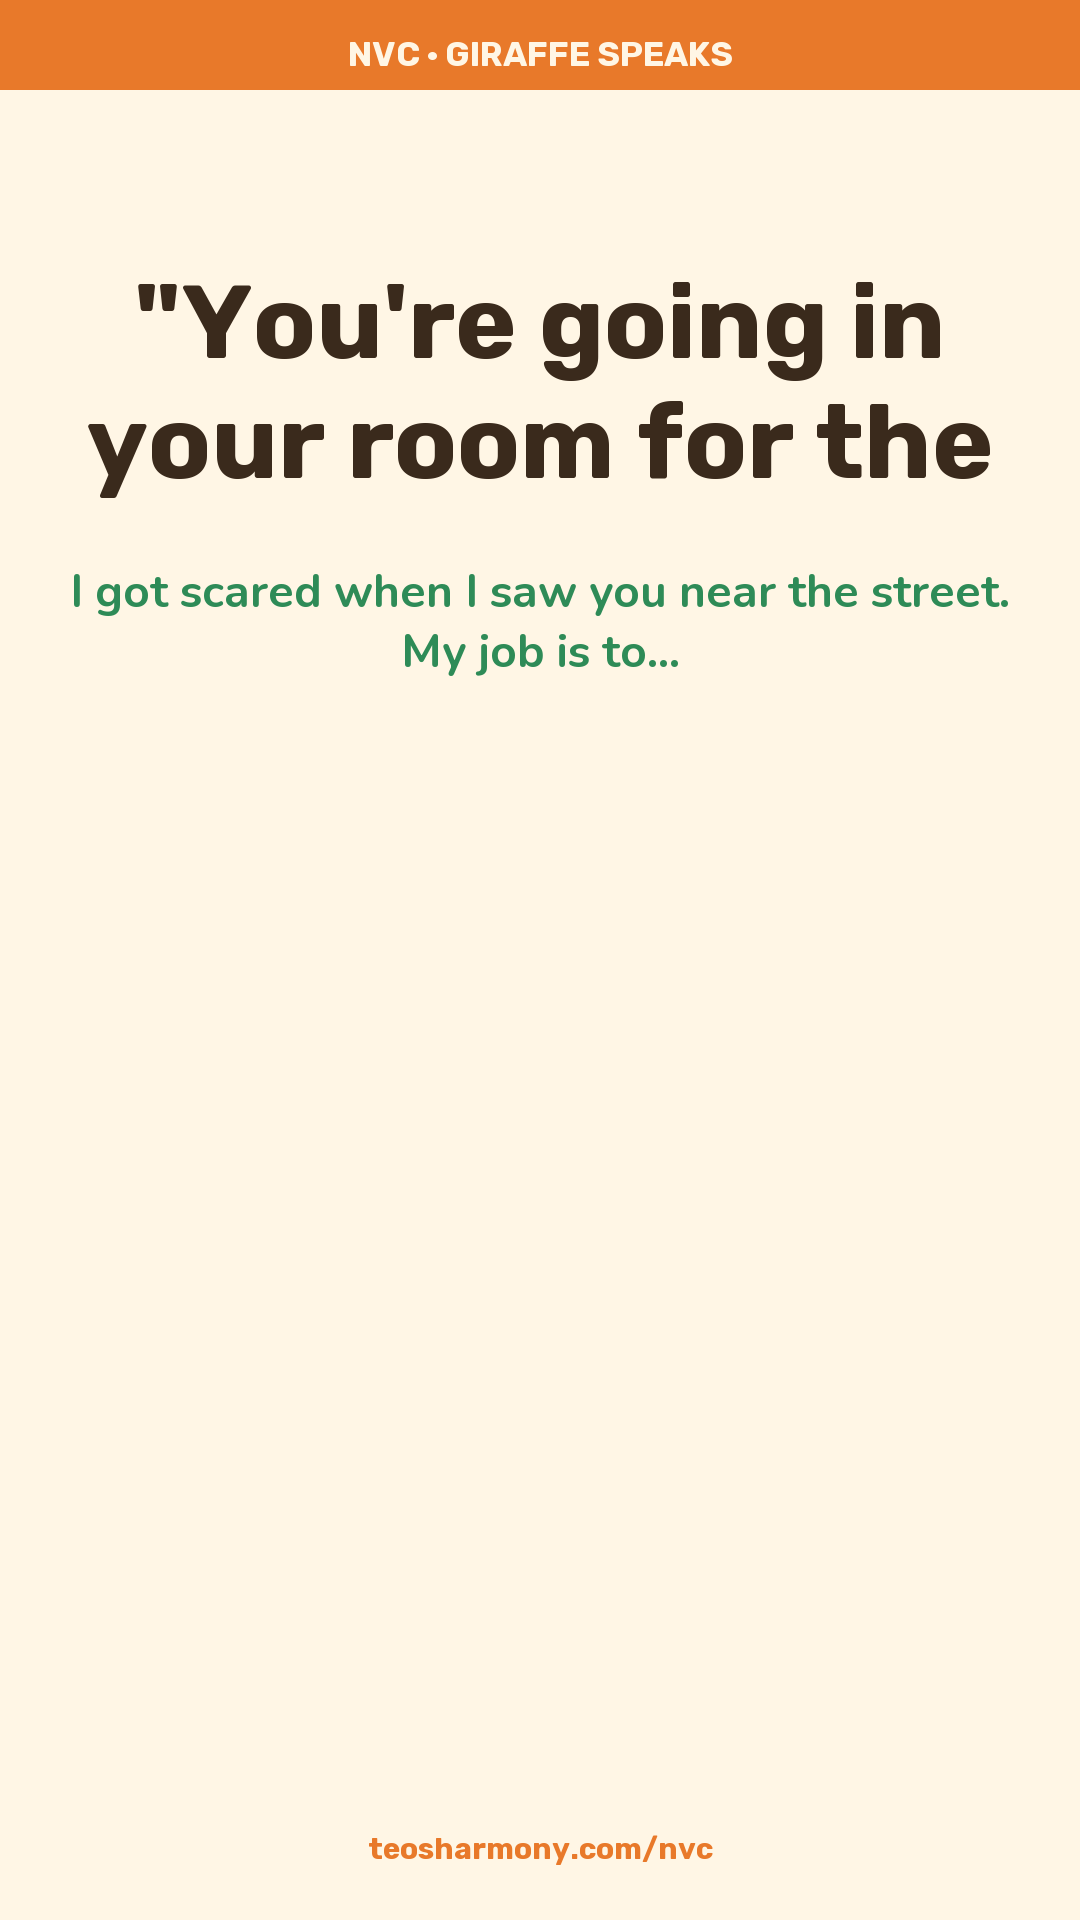 NVC • GIRAFFE SPEAKS
"You're going in
your room for the
I got scared when I saw you near the street.
My job is to...
teosharmony.com/nvc